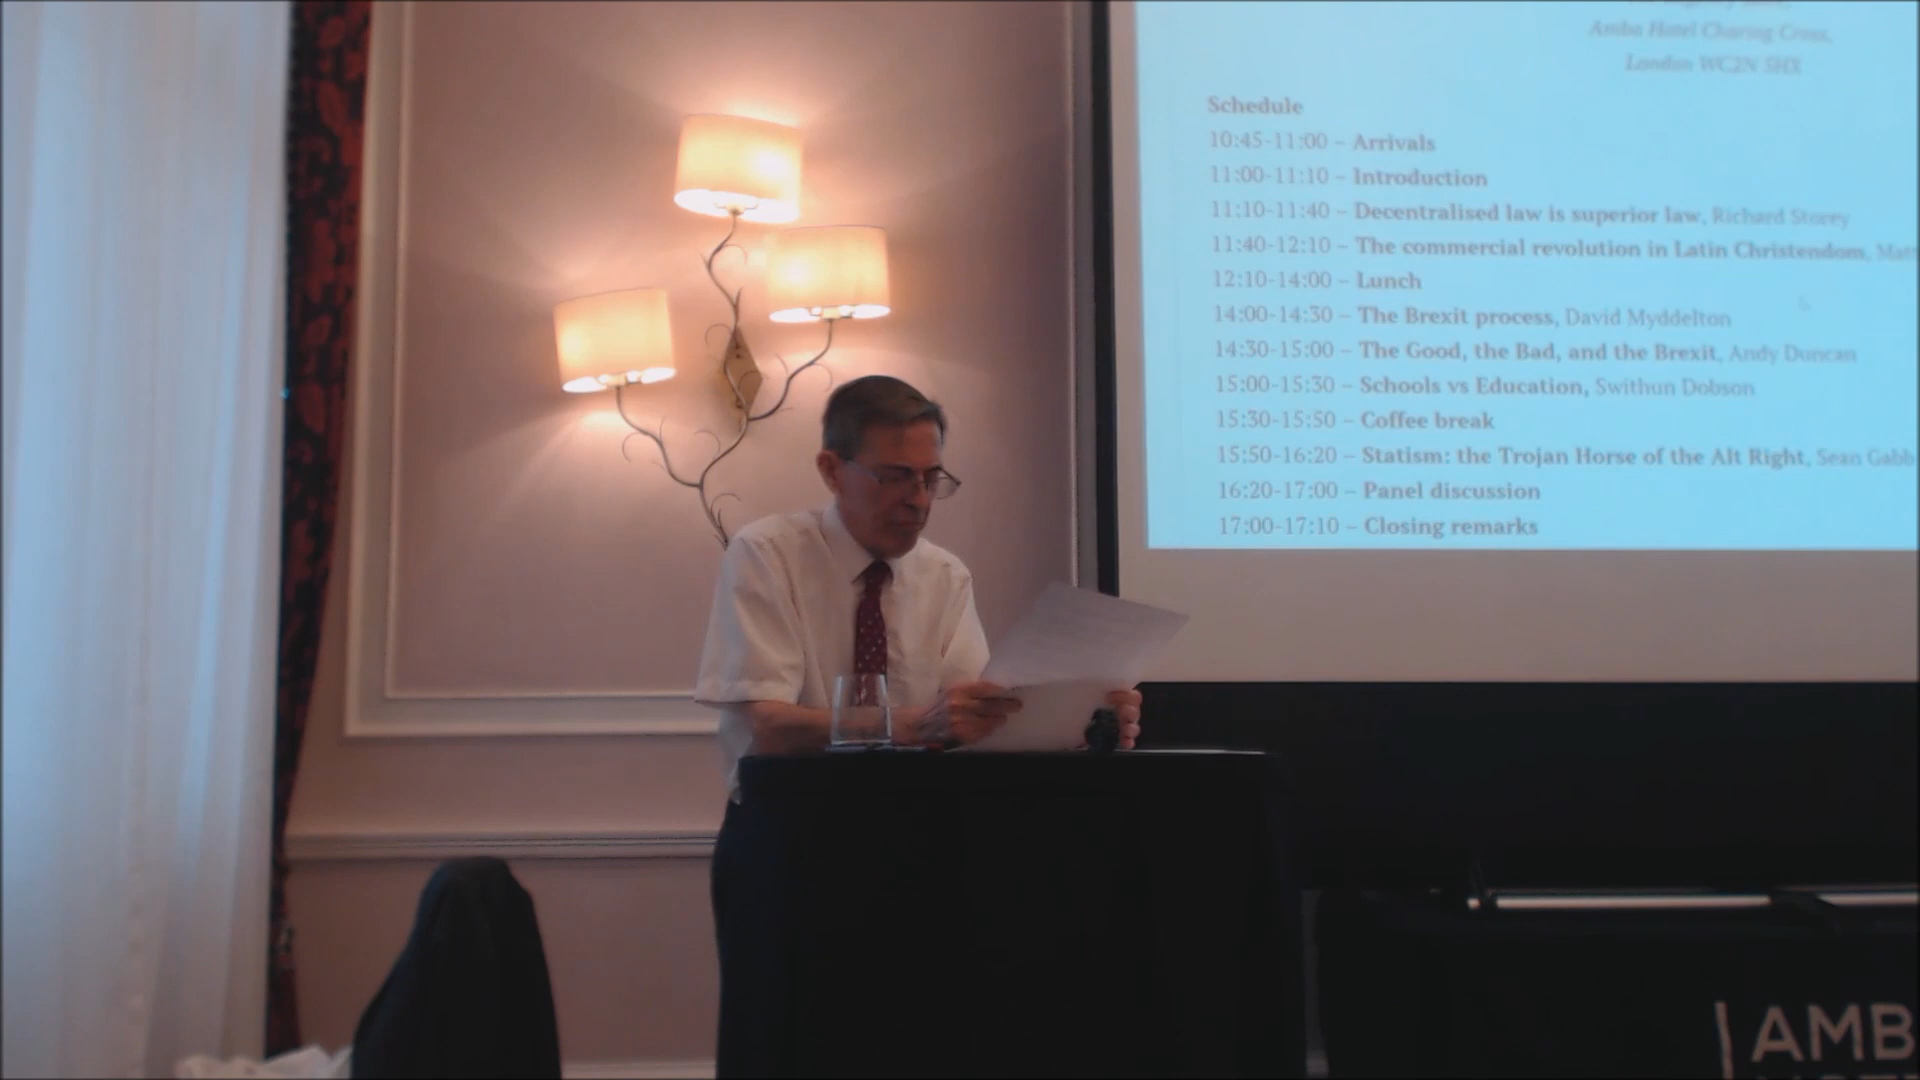 Amba Hotel Charing Cross,
London WC2N 5HX
Schedule
10:45-11:00 – Arrivals
11:00-11:10 – Introduction
11:10-11:40 – Decentralised law is superior law, Richard Storey
11:40-12:10 – The commercial revolution in Latin Christendom, Matt
12:10-14:00 – Lunch
14:00-14:30 – The Brexit process, David Myddelton
14:30-15:00 – The Good, the Bad, and the Brexit, Andy Duncan
15:00-15:30 – Schools vs Education, Swithun Dobson
15:30-15:50 – Coffee break
15:50-16:20 – Statism: the Trojan Horse of the Alt Right, Sean Gabb
16:20-17:00 – Panel discussion
17:00-17:10 – Closing remarks
AMB